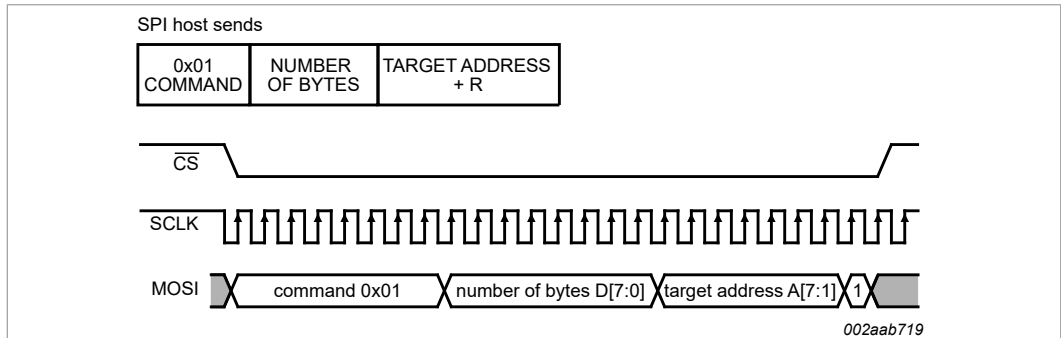 SPI host sends
0x01
COMMAND
NUMBER
OF BYTES
TARGET ADDRESS
+ R
CS
SCLK
MOSI
command 0x01
number of bytes D[7:0]
target address A[7:1]
1
002aab719